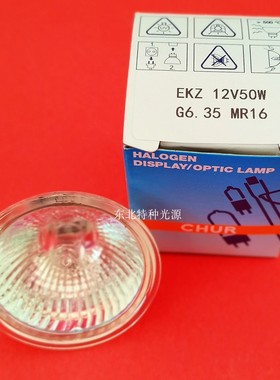 EKZ 12V50W
G6.35 MR16
HALOGEN
DISPLAY/OPTIC LAMP
东北特种光源
CHUR